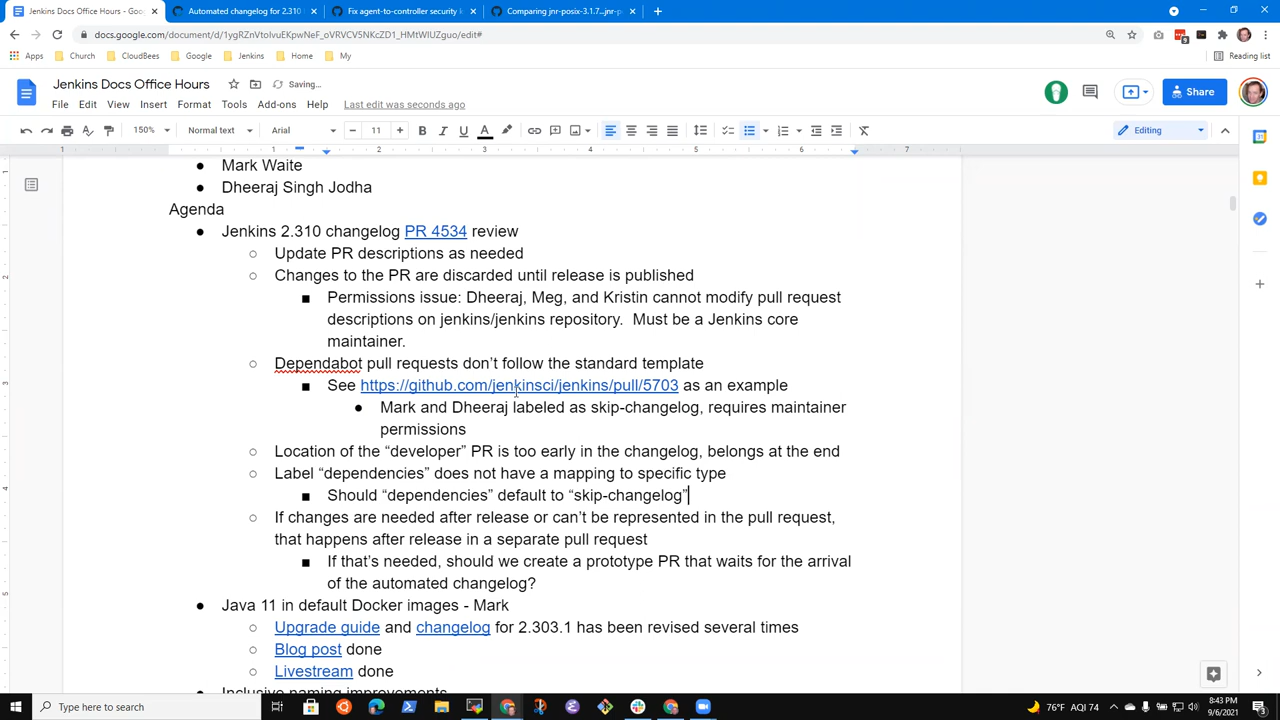 Jenkins Docs Office Hours - Goo
Automated changelog for 2.310
Fix agent-to-controller security
Comparing jnr-posix-3.1.7...jnr-p
docs.google.com/document/d/1ygRZnVtoIvuEKpwNeF_oVRVCV5NKcZD1_HMtWIUZguo/edit#
Apps Church CloudBees Google Jenkins Home My Reading list
Jenkins Docs Office Hours Saving...
File Edit View Insert Format Tools Add-ons Help Last edit was seconds ago
Share
150% Normal text Arial 11 Editing
Mark Waite
Dheeraj Singh Jodha
Agenda
Jenkins 2.310 changelog PR 4534 review
Update PR descriptions as needed
Changes to the PR are discarded until release is published
Permissions issue: Dheeraj, Meg, and Kristin cannot modify pull request
descriptions on jenkins/jenkins repository. Must be a Jenkins core
maintainer.
Dependabot pull requests don't follow the standard template
See https://github.com/jenkinsci/jenkins/pull/5703 as an example
Mark and Dheeraj labeled as skip-changelog, requires maintainer
permissions
Location of the “developer” PR is too early in the changelog, belongs at the end
Label “dependencies” does not have a mapping to specific type
Should “dependencies” default to “skip-changelog”
If changes are needed after release or can't be represented in the pull request,
that happens after release in a separate pull request
If that's needed, should we create a prototype PR that waits for the arrival
of the automated changelog?
Java 11 in default Docker images - Mark
Upgrade guide and changelog for 2.303.1 has been revised several times
Blog post done
Livestream done
Inclusive naming improvements
Type here to search
76°F AQI 74
8:43 PM
9/6/2021